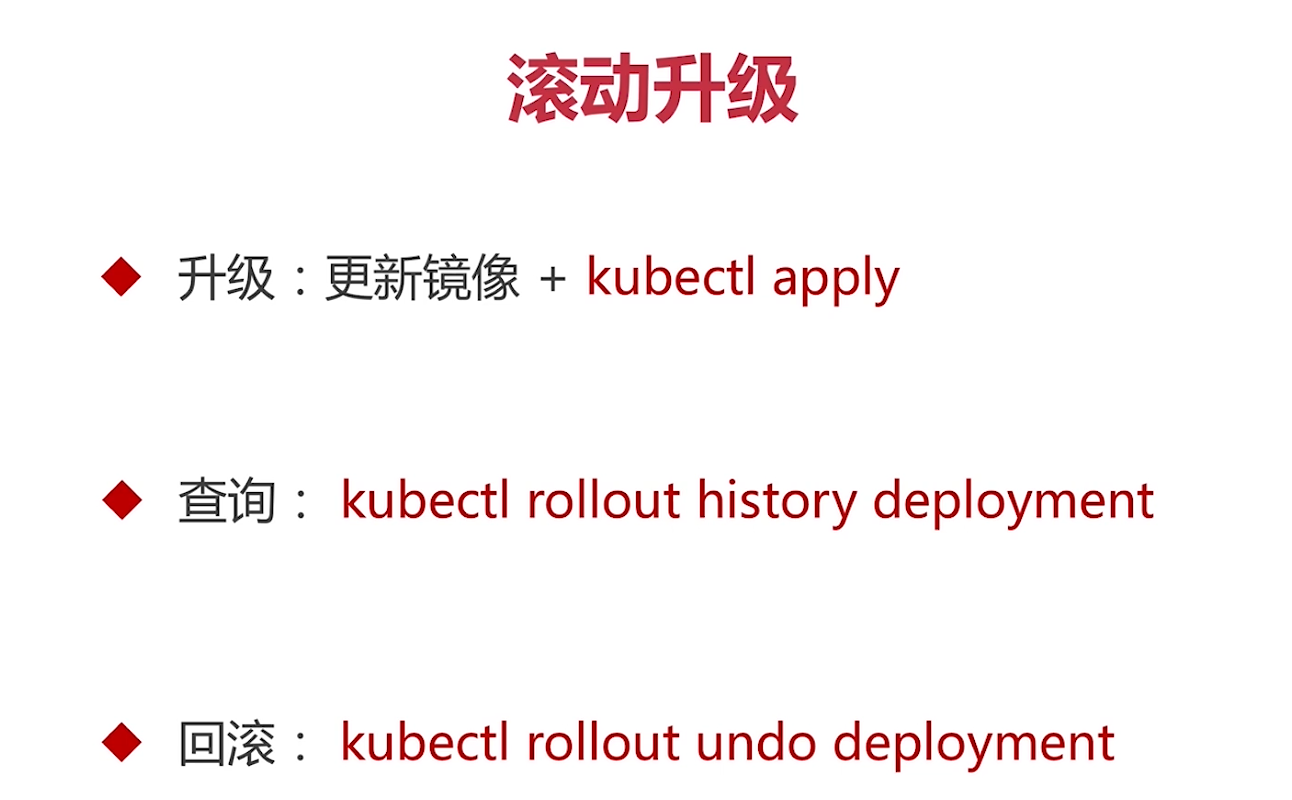 滚动升级
升级：更新镜像 + kubectl apply
查询： kubectl rollout history deployment
回滚： kubectl rollout undo deployment